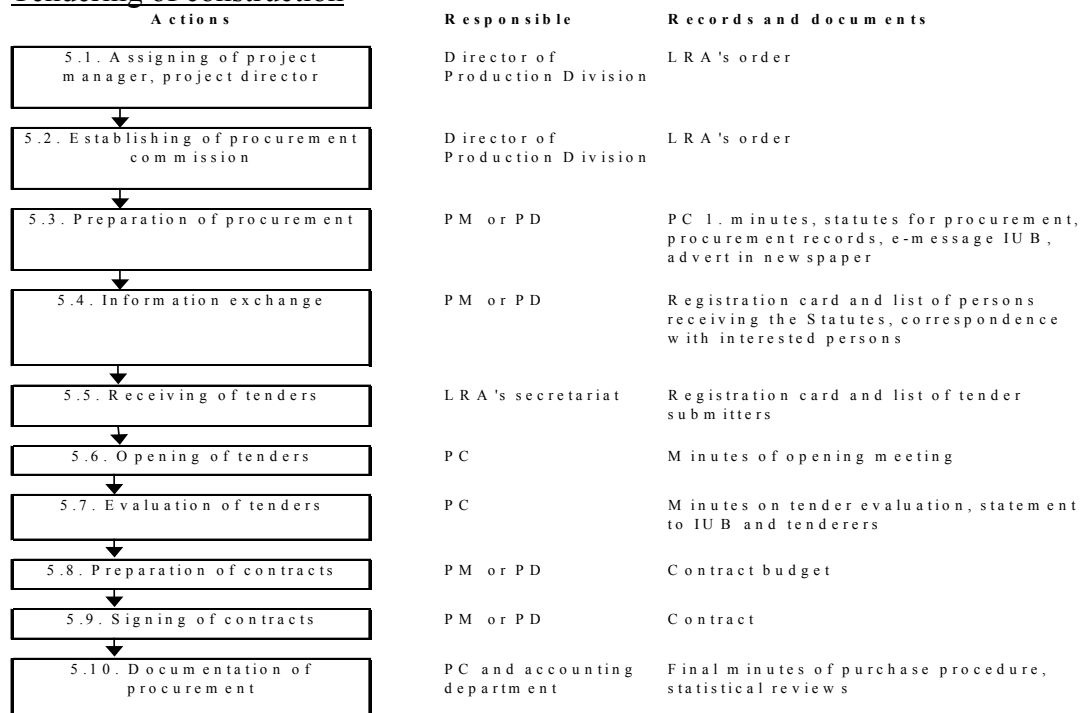 Tendering of construction
Actions Responsible Records and documents
5.1. Assigning of project manager, project director
Director of Production Division
LRA's order
5.2. Establishing of procurement commission
Director of Production Division
LRA's order
5.3. Preparation of procurement
PM or PD
PC 1. minutes, statutes for procurement,
procurement records, e-message IUB,
advert in newspaper
5.4. Information exchange
PM or PD
Registration card and list of persons
receiving the Statutes, correspondence
with interested persons
5.5. Receiving of tenders
LRA's secretariat
Registration card and list of tender
submitters
5.6. Opening of tenders
PC
Minutes of opening meeting
5.7. Evaluation of tenders
PC
Minutes on tender evaluation, statement
to IUB and tenderers
5.8. Preparation of contracts
PM or PD
Contract budget
5.9. Signing of contracts
PM or PD
Contract
5.10. Documentation of
procurement
PC and accounting
department
Final minutes of purchase procedure,
statistical reviews